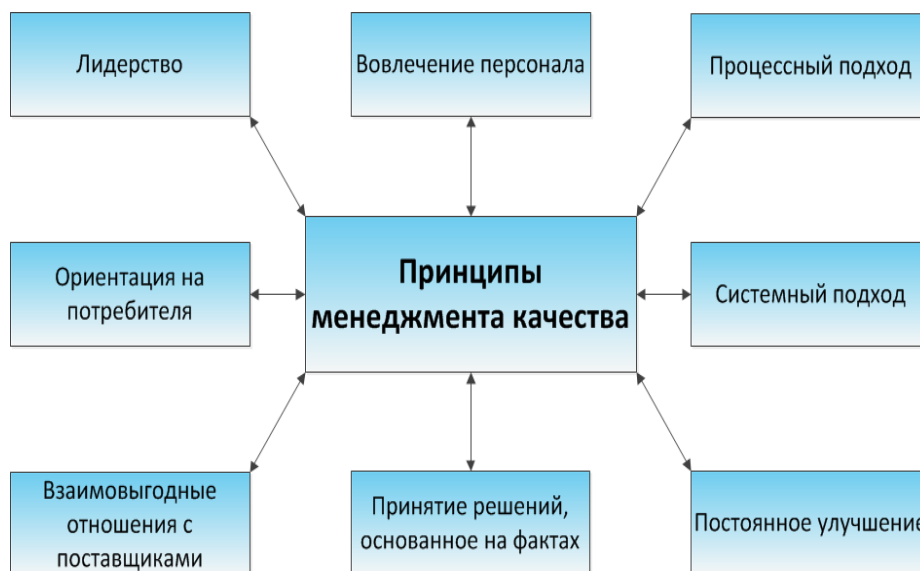 Лидерство
Вовлечение персонала
Процессный подход
Ориентация на
потребителя
Принципы
менеджмента качества
Системный подход
Взаимовыгодные
отношения с
поставщиками
Принятие решений,
основанное на фактах
Постоянное улучшение